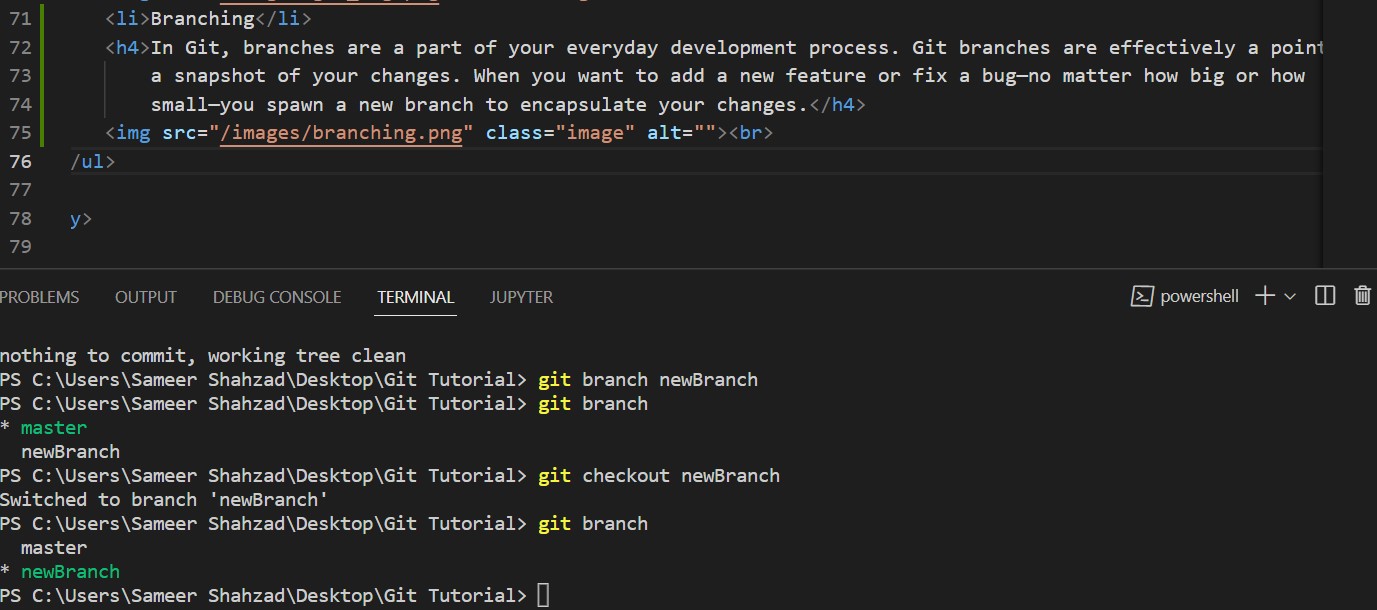 71 <li>Branching</li>
72 <h4>In Git, branches are a part of your everyday development process. Git branches are effectively a point
73 a snapshot of your changes. When you want to add a new feature or fix a bug—no matter how big or how
74 small—you spawn a new branch to encapsulate your changes.</h4>
75 <img src="/images/branching.png" class="image" alt=""><br>
76 /ul>
77
78 y>
79
PROBLEMS OUTPUT DEBUG CONSOLE TERMINAL JUPYTER powershell
nothing to commit, working tree clean
PS C:\Users\Sameer Shahzad\Desktop\Git Tutorial> git branch newBranch
PS C:\Users\Sameer Shahzad\Desktop\Git Tutorial> git branch
* master
newBranch
PS C:\Users\Sameer Shahzad\Desktop\Git Tutorial> git checkout newBranch
Switched to branch 'newBranch'
PS C:\Users\Sameer Shahzad\Desktop\Git Tutorial> git branch
master
* newBranch
PS C:\Users\Sameer Shahzad\Desktop\Git Tutorial>